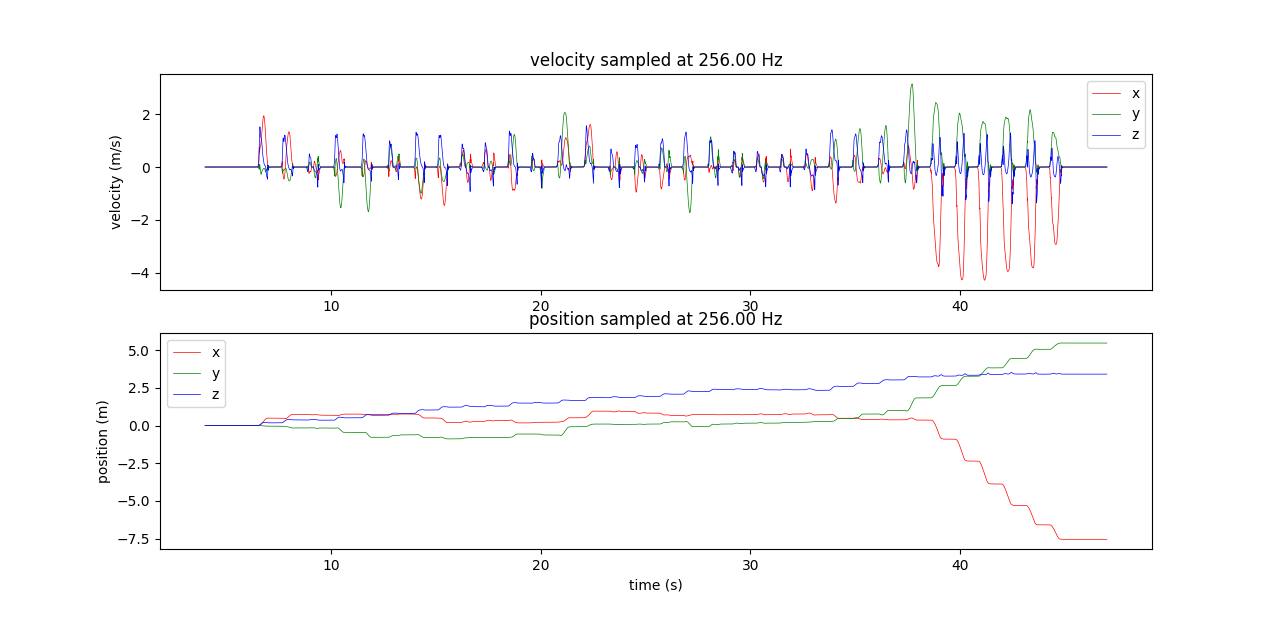 velocity sampled at 256.00 Hz
velocity (m/s)
2
0
−2
−4
x
y
z
10
20
30
40
position sampled at 256.00 Hz
position (m)
5.0
2.5
0.0
−2.5
−5.0
−7.5
x
y
z
10
20
30
40
time (s)